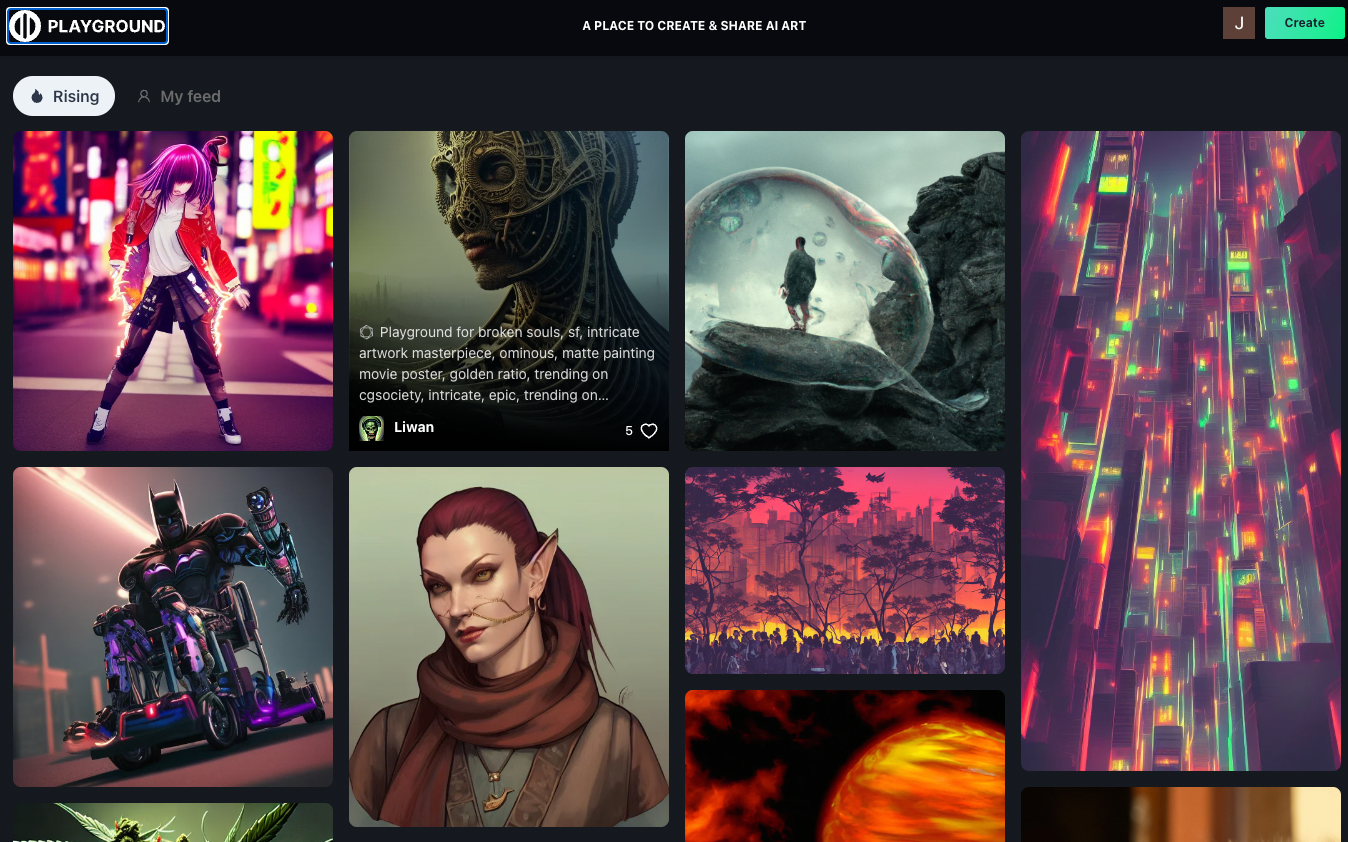 PLAYGROUND
A PLACE TO CREATE & SHARE AI ART
J
Create
Rising
My feed
Playground for broken souls, sf, intricate
artwork masterpiece, ominous, matte painting
movie poster, golden ratio, trending on
cgsociety, intricate, epic, trending on...
Liwan
5